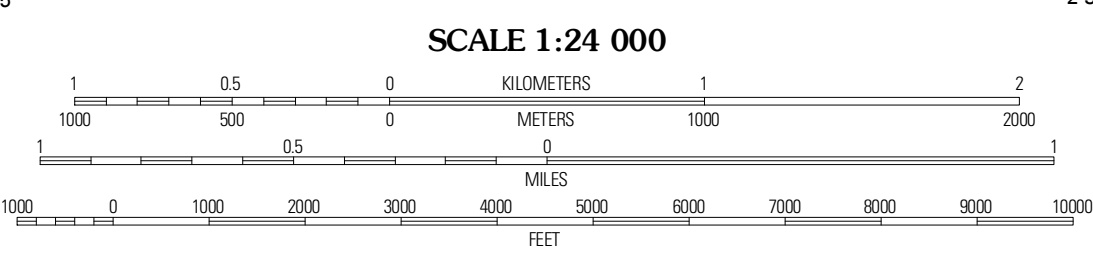 SCALE 1:24 000
1 0.5 0 KILOMETERS 1 2
1000 500 0 METERS 1000 2000
1 0.5 0 1
MILES
1000 0 1000 2000 3000 4000 5000 6000 7000 8000 9000 10000
FEET